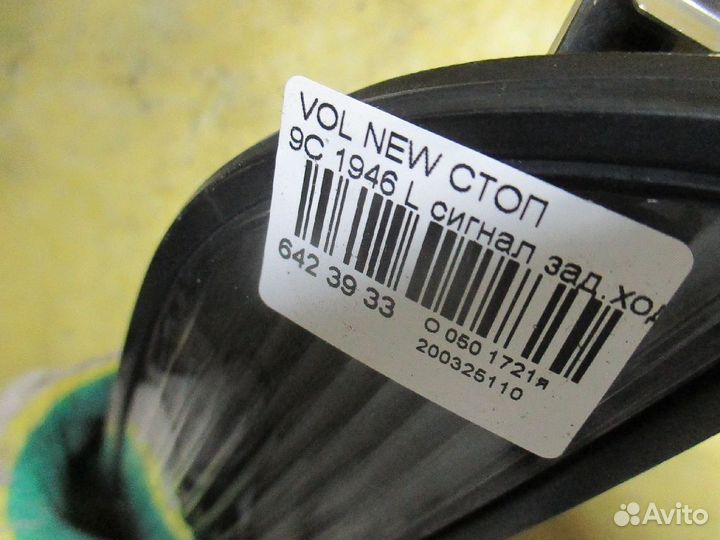 VOL NEW СТОП
9C 1946 L сигнал зад. ход
642 39 33
О 050 1721я
200325110
Avito